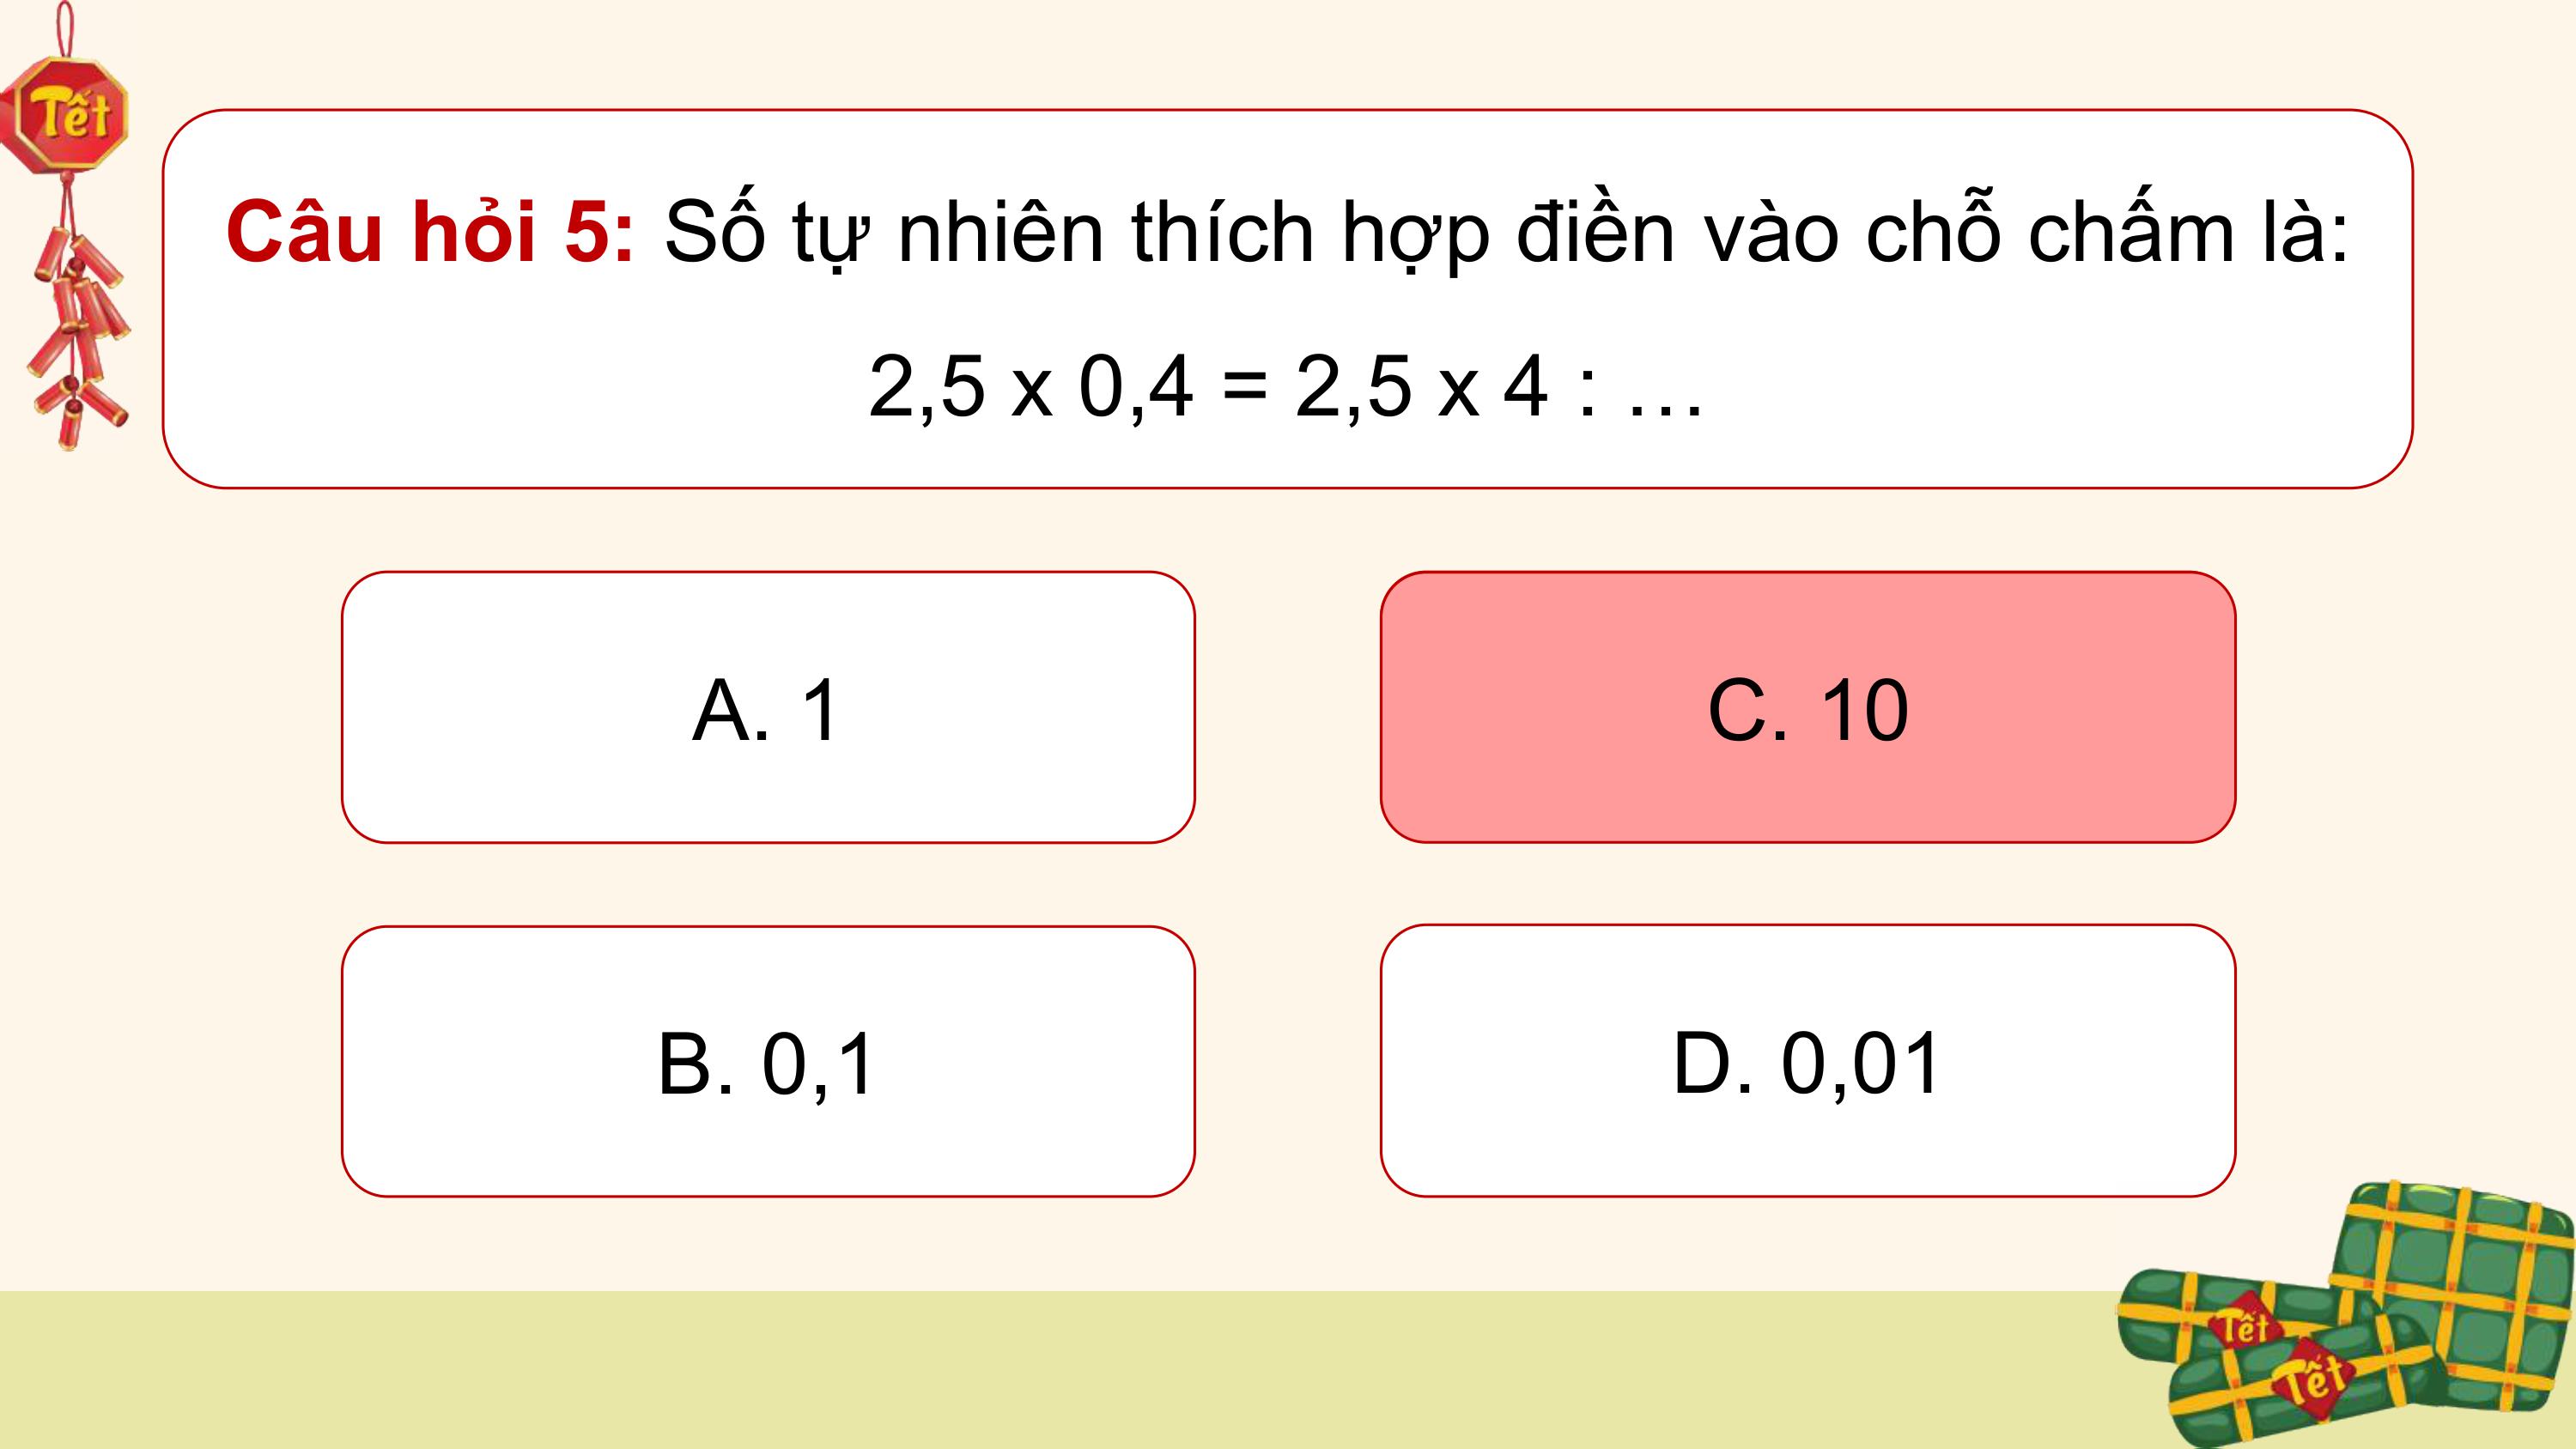 Tết
Câu hỏi 5: Số tự nhiên thích hợp điền vào chỗ chấm là:
2,5 x 0,4 = 2,5 x 4 : …
A. 1
C. 10
B. 0,1
D. 0,01
Tết
Tết